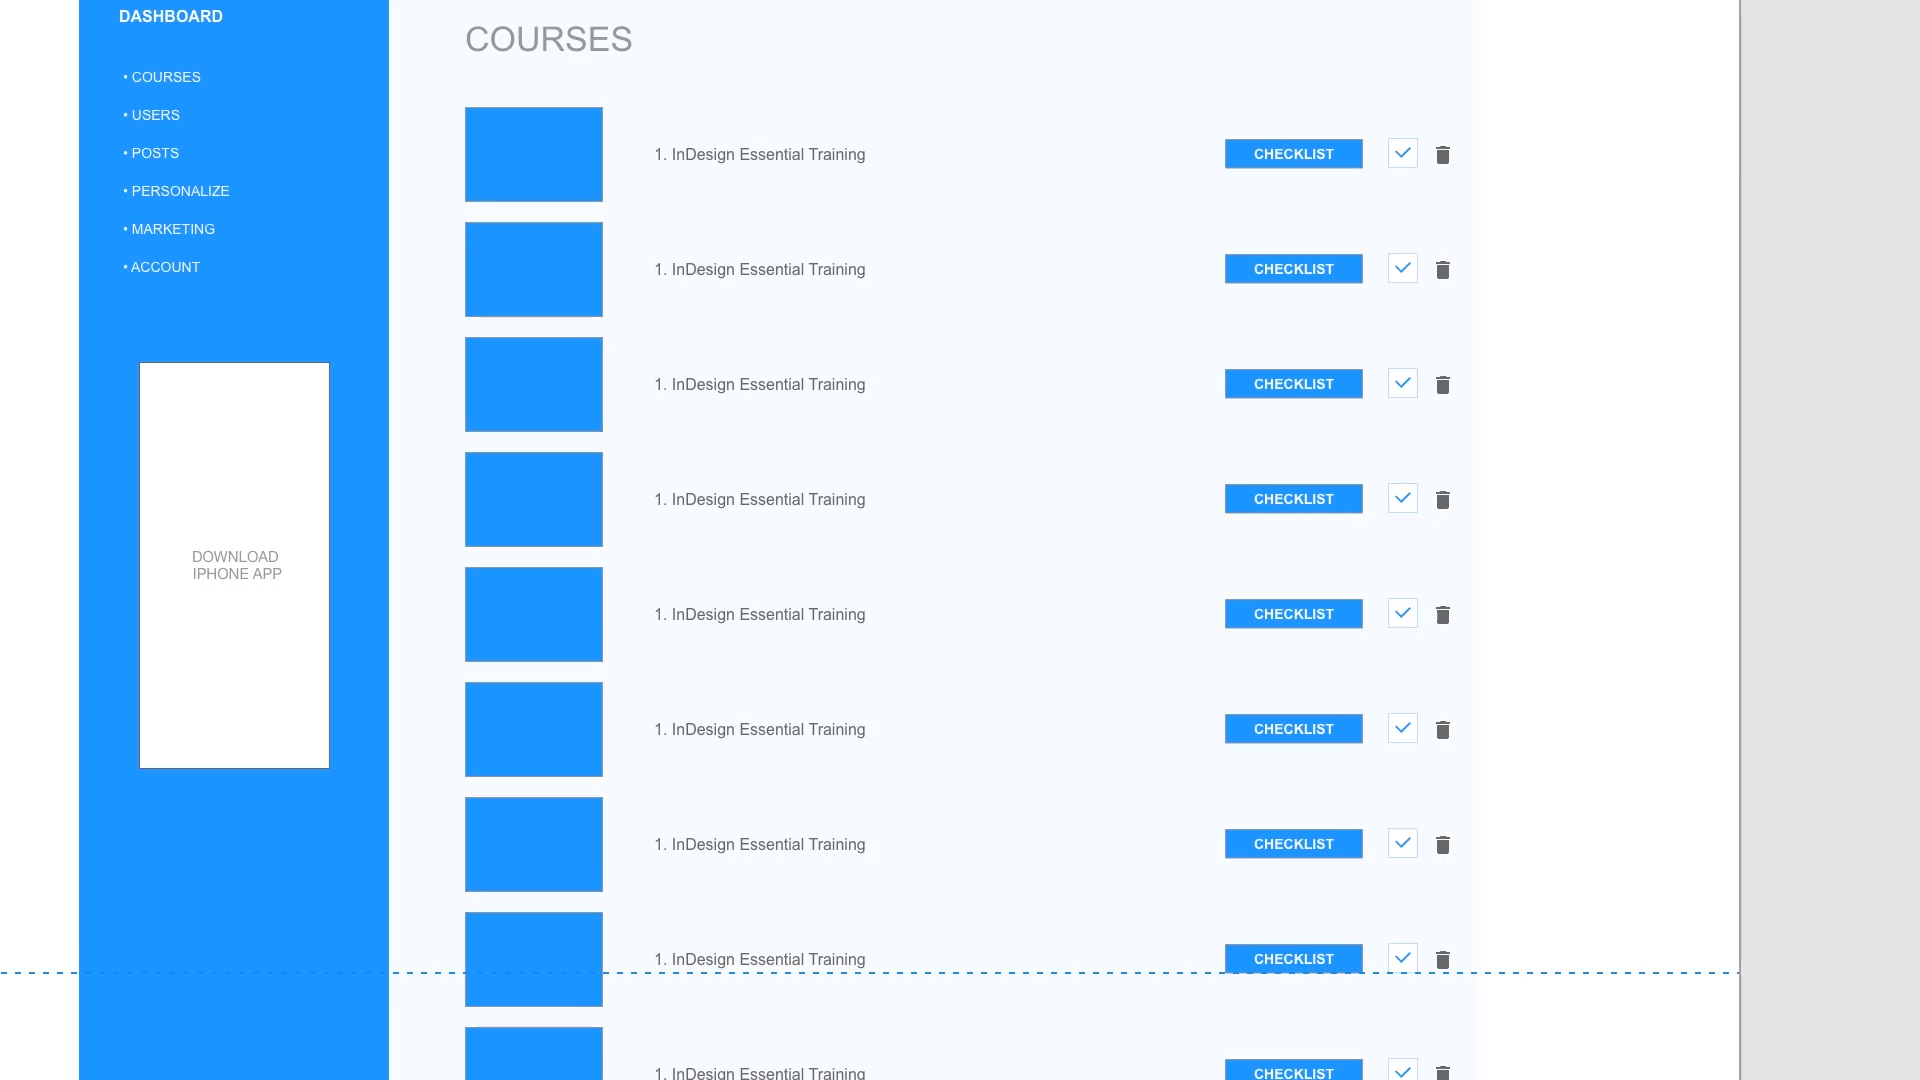 DASHBOARD
• COURSES
• USERS
• POSTS
• PERSONALIZE
• MARKETING
• ACCOUNT
DOWNLOAD
IPHONE APP
COURSES
1. InDesign Essential Training
CHECKLIST
1. InDesign Essential Training
CHECKLIST
1. InDesign Essential Training
CHECKLIST
1. InDesign Essential Training
CHECKLIST
1. InDesign Essential Training
CHECKLIST
1. InDesign Essential Training
CHECKLIST
1. InDesign Essential Training
CHECKLIST
1. InDesign Essential Training
CHECKLIST
1. InDesign Essential Training
CHECKLIST